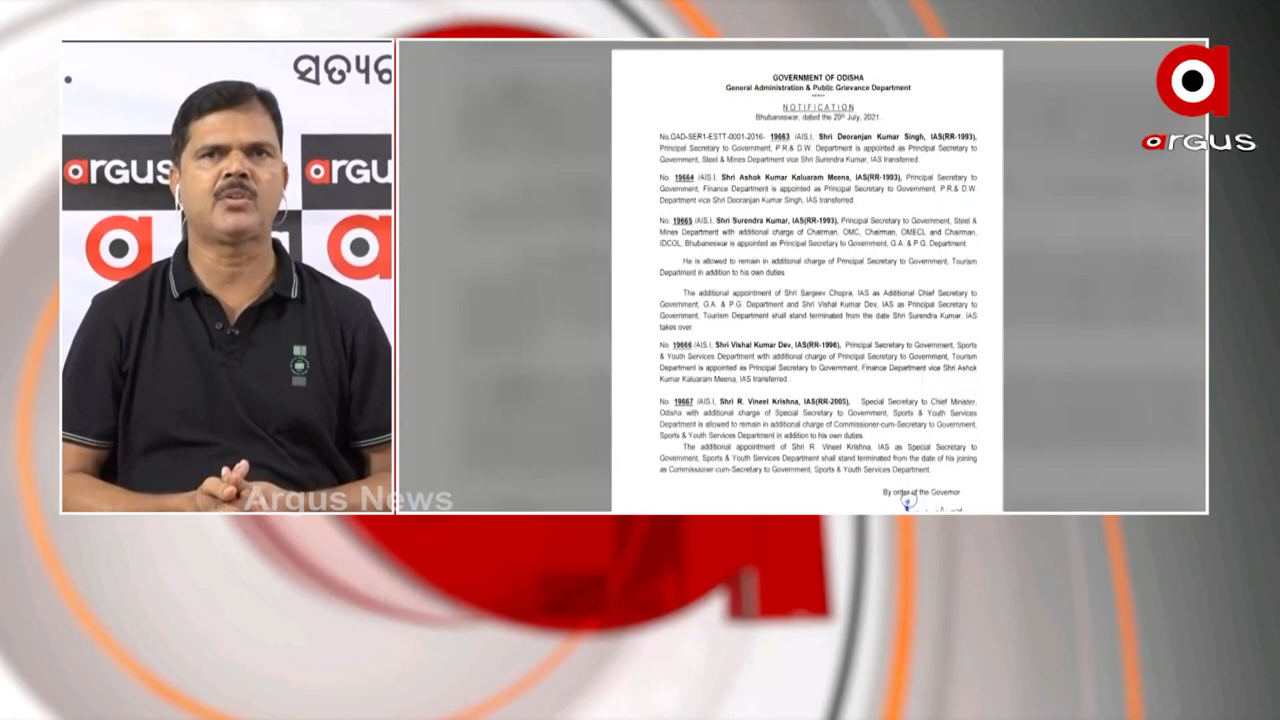 ସତ୍ୟର
argus
argus
argus
GOVERNMENT OF ODISHA
General Administration & Public Grievance Department
*****
NOTIFICATION
Bhubaneswar, dated the 29th July, 2021.
No.GAD-SER1-ESTT-0001-2016- 19663 /AIS.I, Shri Deoranjan Kumar Singh, IAS(RR-1993),
Principal Secretary to Government, P.R.& D.W. Department is appointed as Principal Secretary to
Government, Steel & Mines Department vice Shri Surendra Kumar, IAS transferred.
No. 19664 /AIS.I, Shri Ashok Kumar Kaluaram Meena, IAS(RR-1993), Principal Secretary to
Government, Finance Department is appointed as Principal Secretary to Government, P.R.& D.W.
Department vice Shri Deoranjan Kumar Singh, IAS transferred
No. 19665 /AIS.I, Shri Surendra Kumar, IAS(RR-1993), Principal Secretary to Government, Steel &
Mines Department with additional charge of Chairman, OMC, Chairman, OMECL and Chairman,
IDCOL, Bhubaneswar is appointed as Principal Secretary to Government, G.A. & P.G. Department.
He is allowed to remain in additional charge of Principal Secretary to Government, Tourism
Department in addition to his own duties.
The additional appointment of Shri Sanjeev Chopra, IAS as Additional Chief Secretary to
Government, G.A. & P.G. Department and Shri Vishal Kumar Dev, IAS as Principal Secretary to
Government, Tourism Department shall stand terminated from the date Shri Surendra Kumar, IAS
takes over.
No. 19666 /AIS.I, Shri Vishal Kumar Dev, IAS(RR-1996), Principal Secretary to Government, Sports
& Youth Services Department with additional charge of Principal Secretary to Government, Tourism
Department is appointed as Principal Secretary to Government, Finance Department vice Shri Ashok
Kumar Kaluaram Meena, IAS transferred .
No. 19667 /AIS.I, Shri R. Vineel Krishna, IAS(RR-2005), Special Secretary to Chief Minister,
Odisha with additional charge of Special Secretary to Government, Sports & Youth Services
Department is allowed to remain in additional charge of Commissioner-cum-Secretary to Government,
Sports & Youth Services Department in addition to his own duties.
The additional appointment of Shri R. Vineel Krishna, IAS as Special Secretary to
Government, Sports & Youth Services Department shall stand terminated from the date of his joining
as Commissioner-cum-Secretary to Government, Sports & Youth Services Department.
By order of the Governor
Argus News